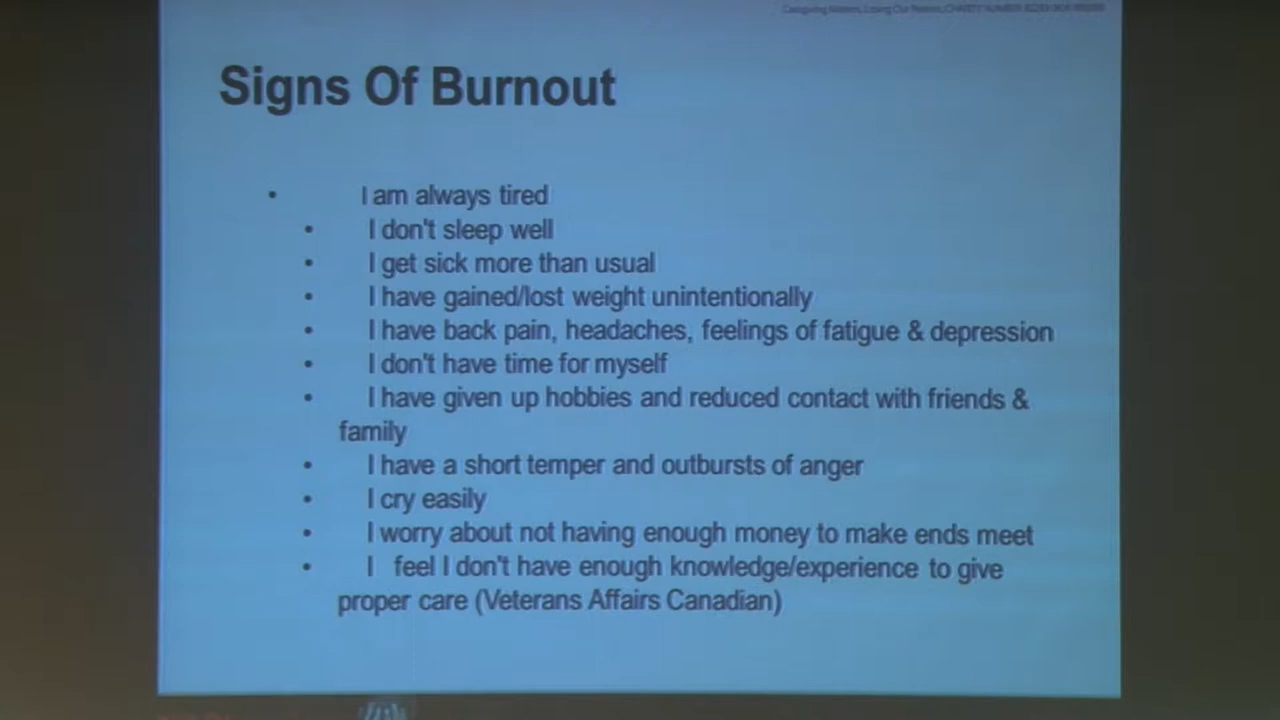 Signs Of Burnout
• I am always tired
• I don't sleep well
• I get sick more than usual
• I have gained/lost weight unintentionally
• I have back pain, headaches, feelings of fatigue & depression
• I don't have time for myself
• I have given up hobbies and reduced contact with friends &
family
• I have a short temper and outbursts of anger
• I cry easily
• I worry about not having enough money to make ends meet
• I feel I don't have enough knowledge/experience to give
proper care (Veterans Affairs Canadian)